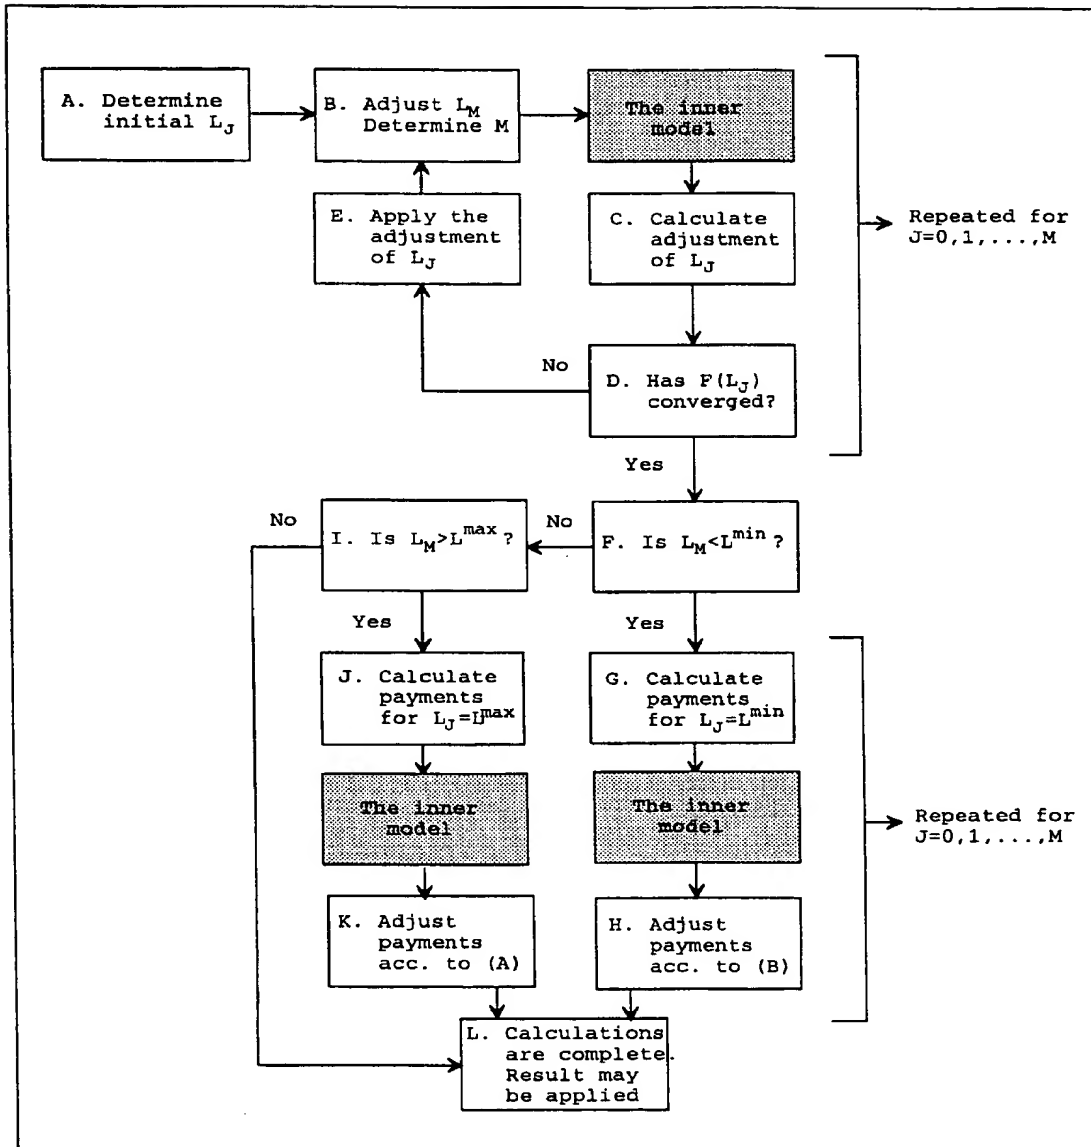 A. Determine
initial L_J
B. Adjust L_M
Determine M
The inner
model
E. Apply the
adjustment
of L_J
C. Calculate
adjustment
of L_J
Repeated for
J=0,1,...,M
No
D. Has F(L_J)
converged?
Yes
No
I. Is L_M>L^max ?
No
F. Is L_M<L^min ?
Yes
Yes
J. Calculate
payments
for L_J=L^max
G. Calculate
payments
for L_J=L^min
The inner
model
The inner
model
Repeated for
J=0,1,...,M
K. Adjust
payments
acc. to (A)
H. Adjust
payments
acc. to (B)
L. Calculations
are complete.
Result may
be applied